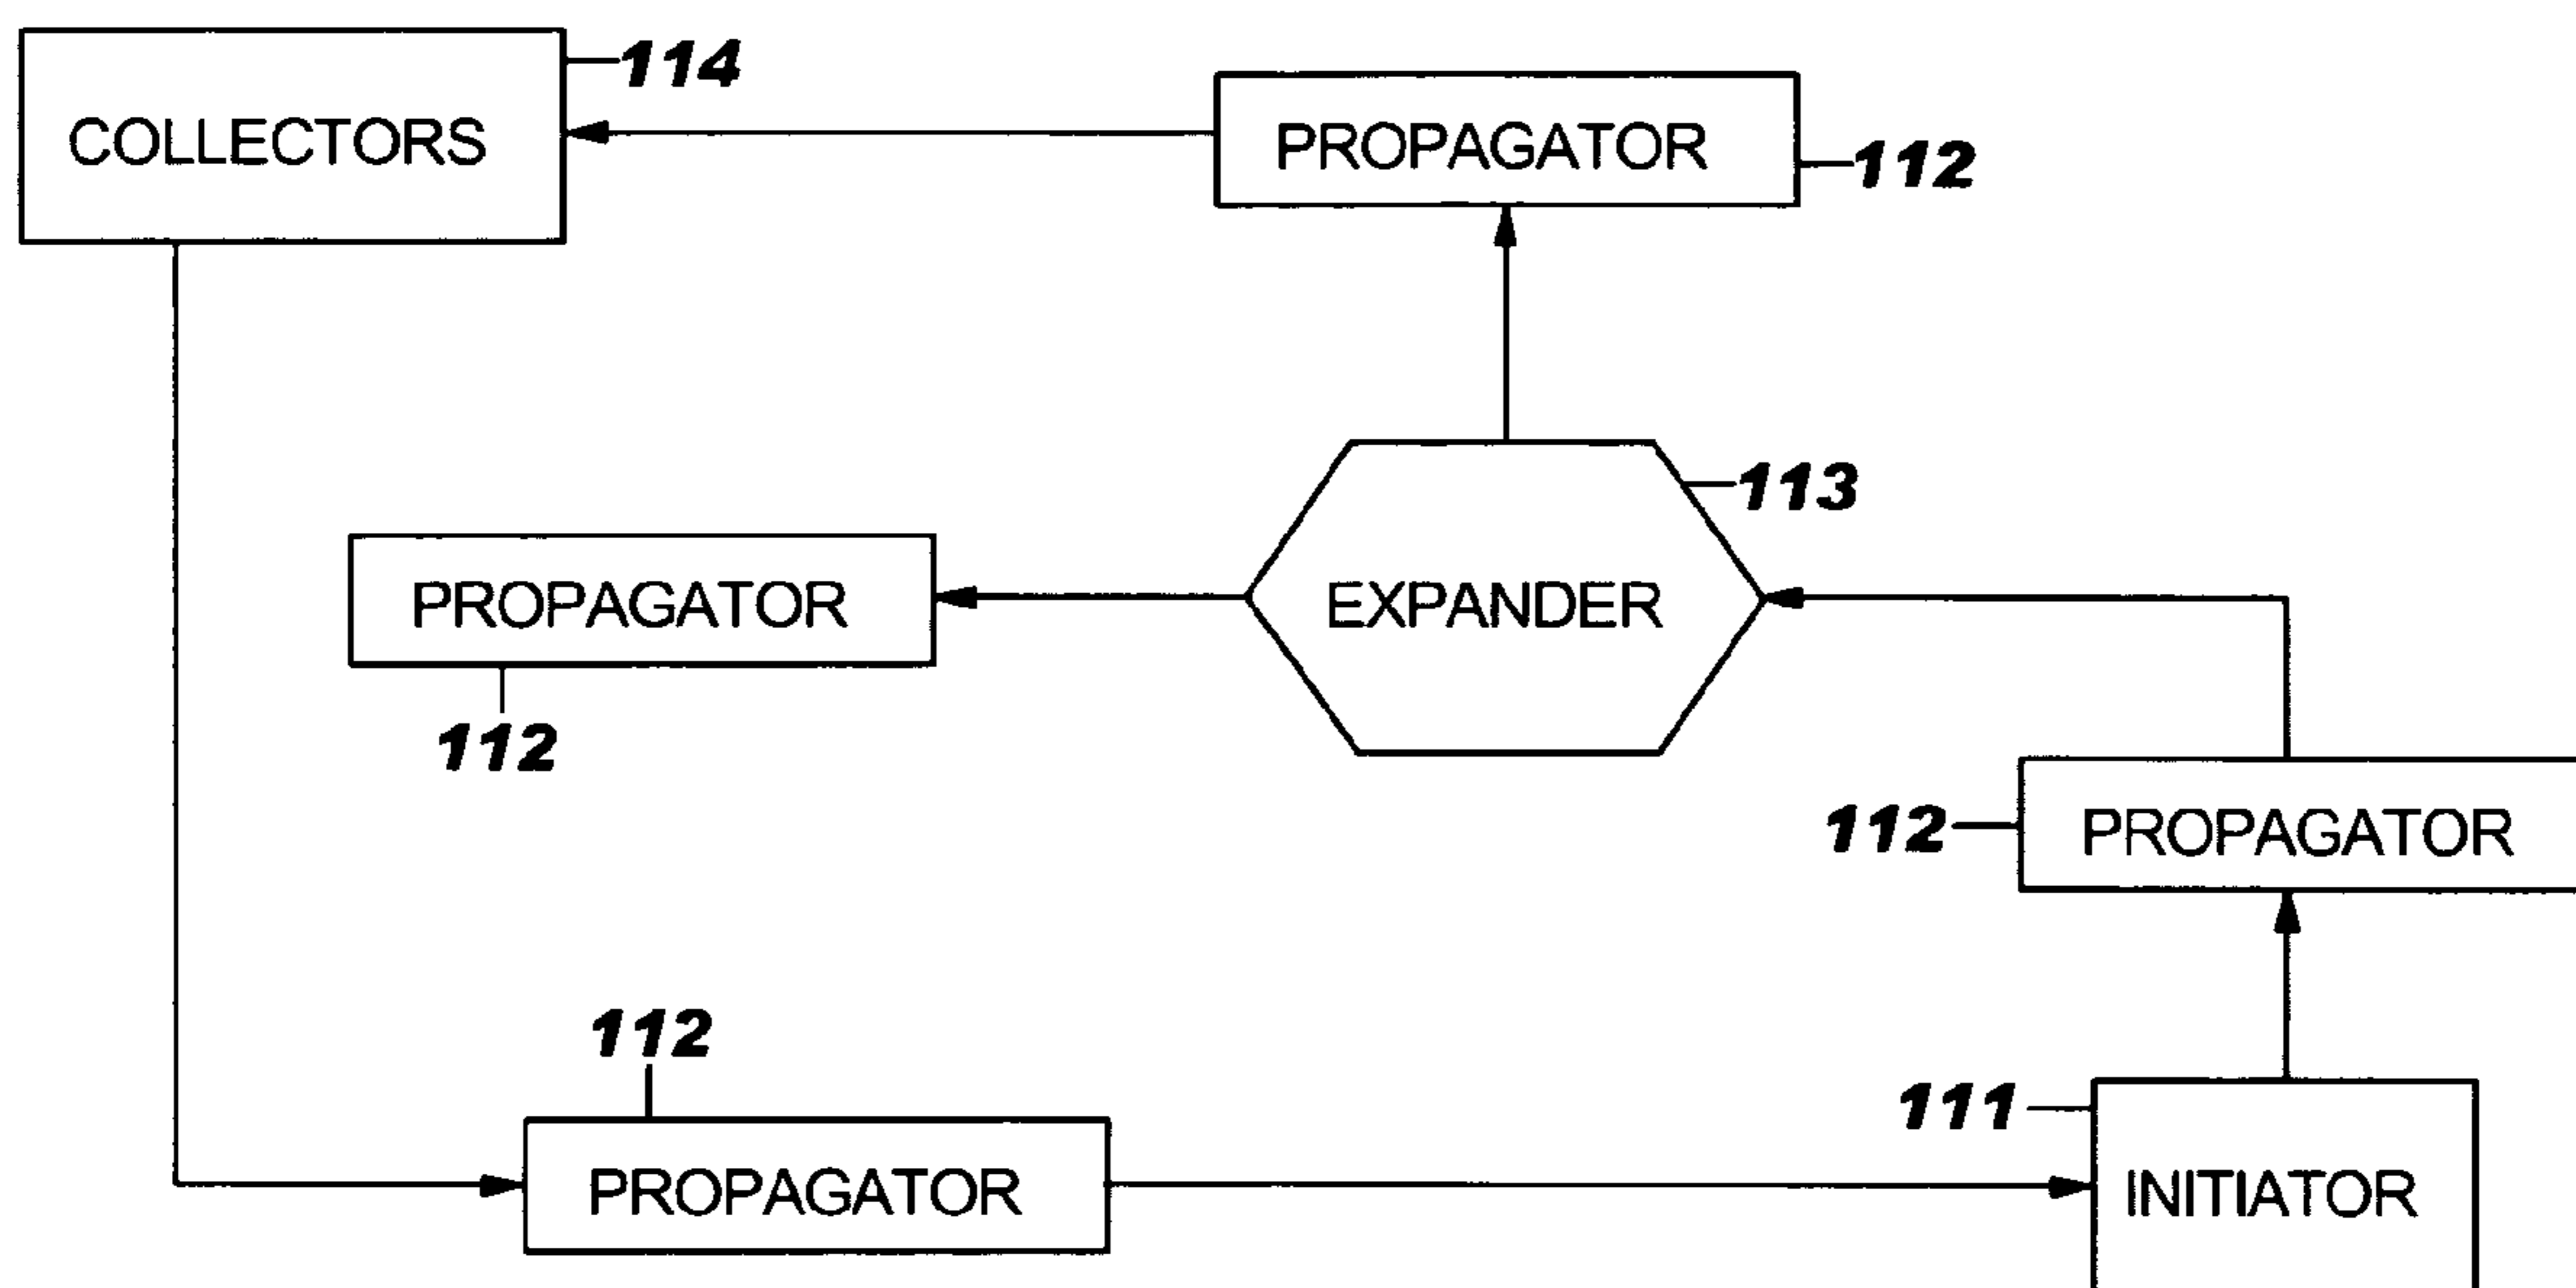 114
COLLECTORS
PROPAGATOR
112
113
PROPAGATOR
EXPANDER
112
112
PROPAGATOR
112
111
PROPAGATOR
INITIATOR